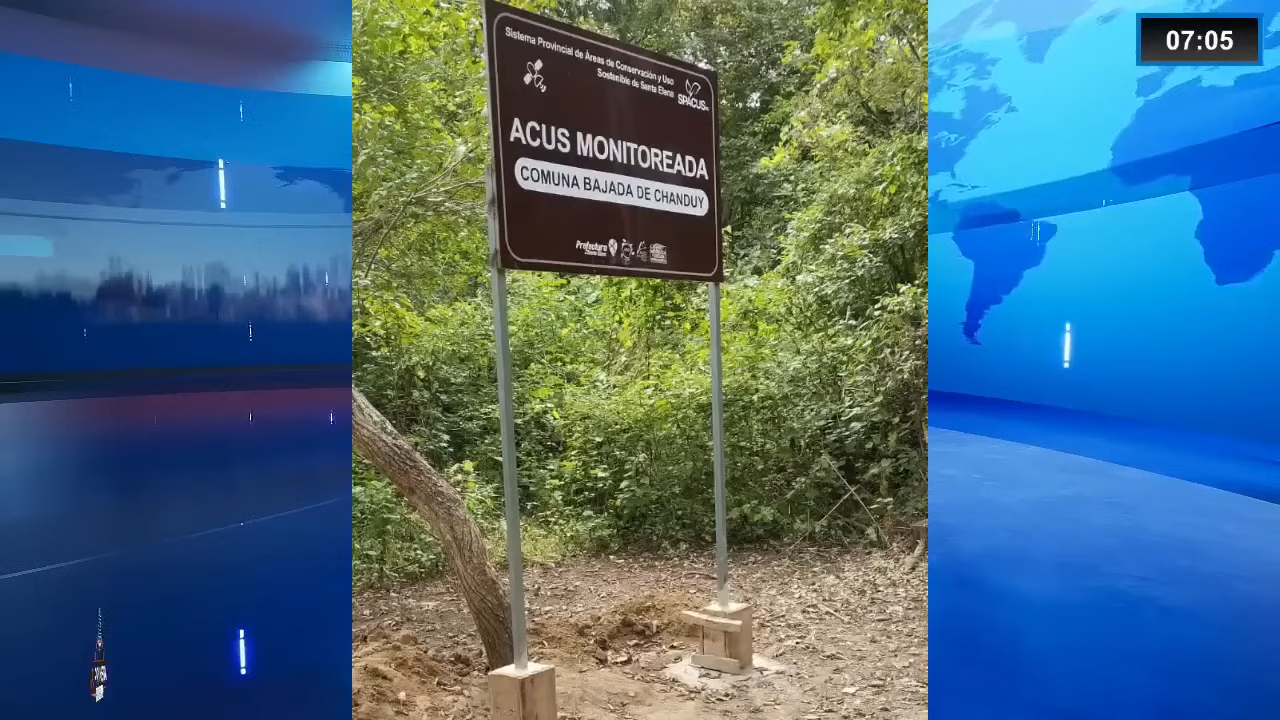 07:05
Sistema Provincial de Áreas de Conservación y Uso
Sostenible de Santa Elena
SPACUS
ACUS MONITOREADA
COMUNA BAJADA DE CHANDUY
Prefectura